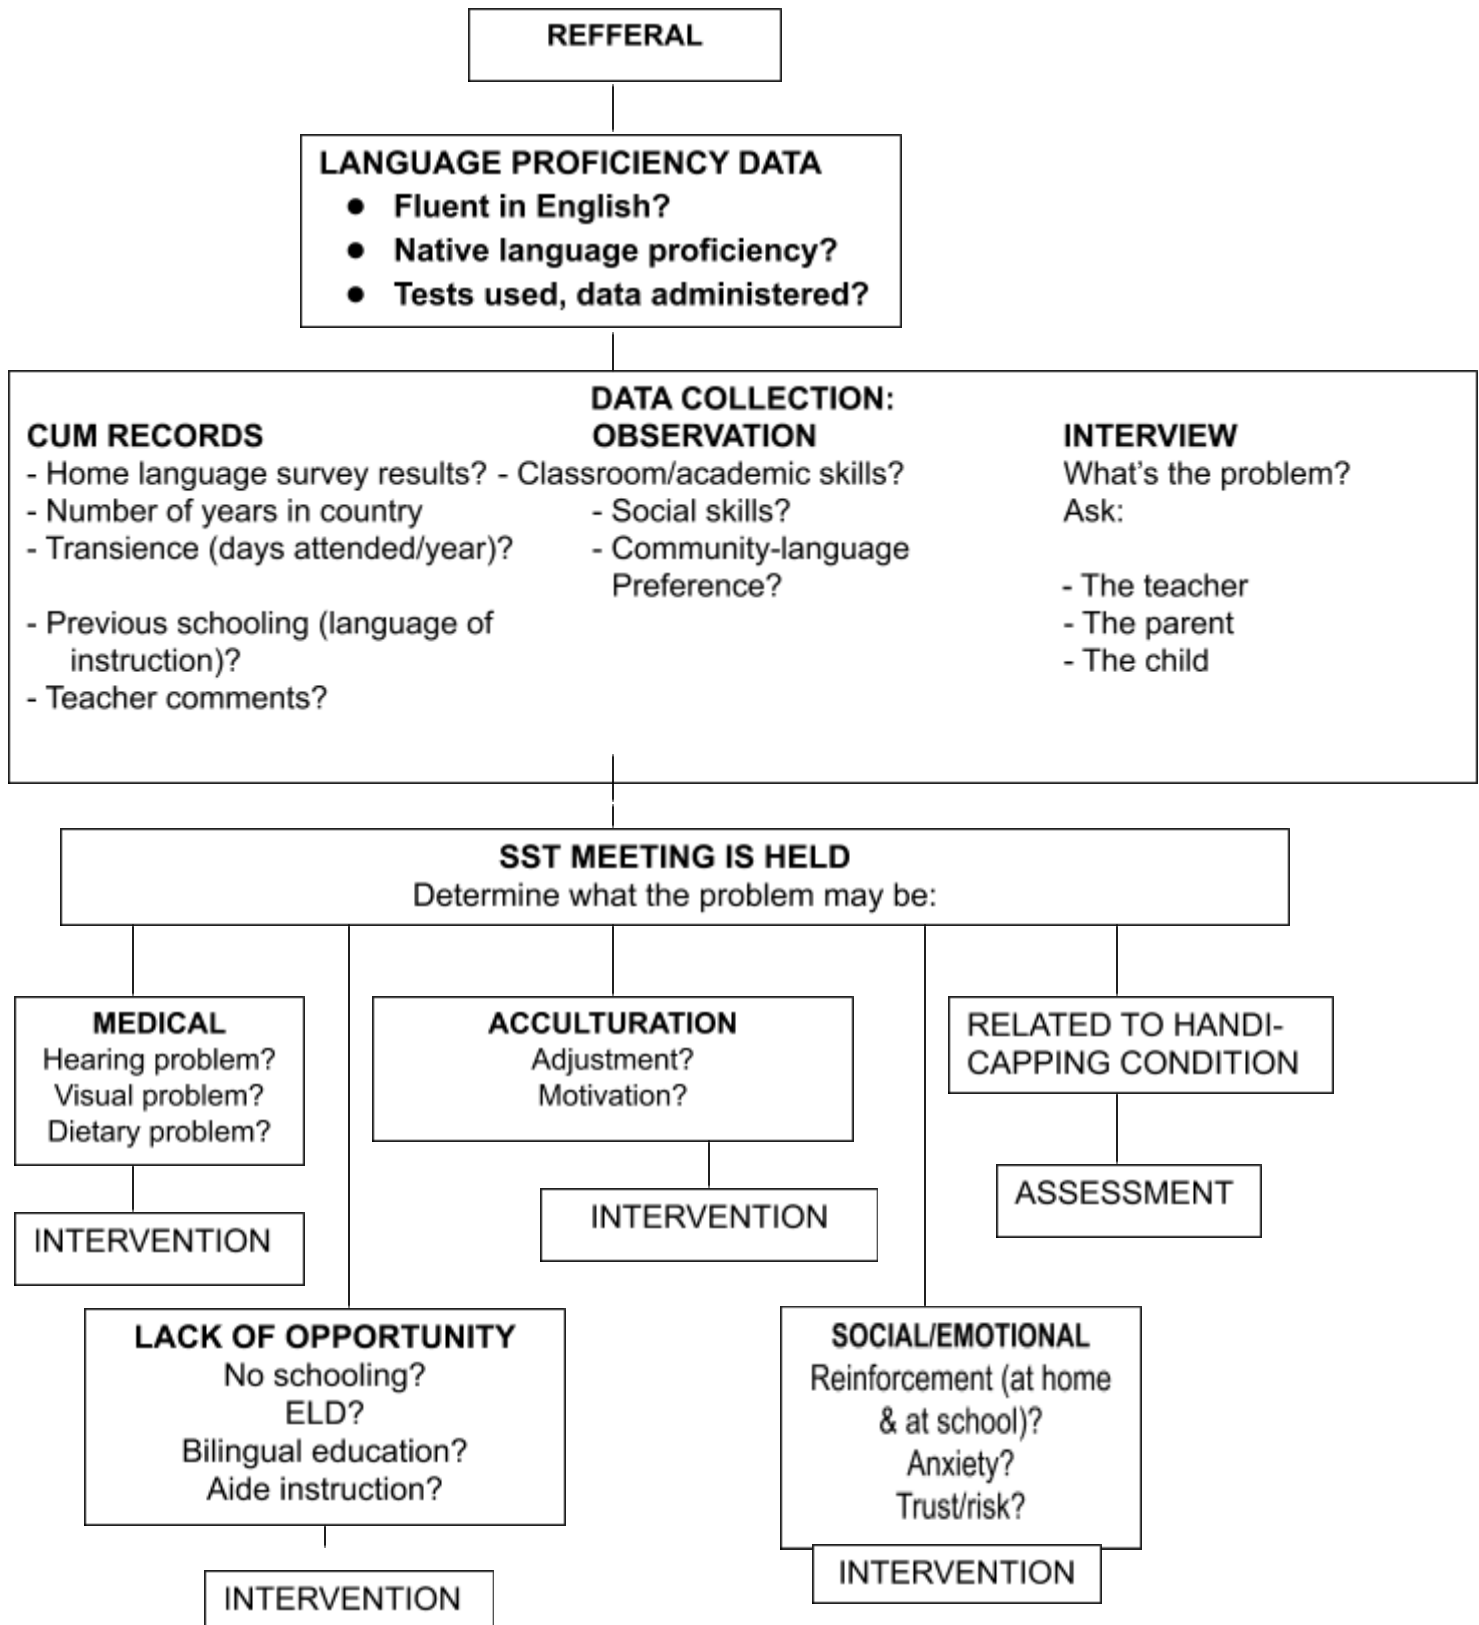 REFFERAL
LANGUAGE PROFICIENCY DATA
● Fluent in English?
● Native language proficiency?
● Tests used, data administered?
DATA COLLECTION:
CUM RECORDS
- Home language survey results?
- Number of years in country
- Transience (days attended/year)?
- Previous schooling (language of
instruction)?
- Teacher comments?
OBSERVATION
- Classroom/academic skills?
- Social skills?
- Community-language
Preference?
INTERVIEW
What’s the problem?
Ask:
- The teacher
- The parent
- The child
SST MEETING IS HELD
Determine what the problem may be:
MEDICAL
Hearing problem?
Visual problem?
Dietary problem?
INTERVENTION
ACCULTURATION
Adjustment?
Motivation?
INTERVENTION
RELATED TO HANDI-
CAPPING CONDITION
ASSESSMENT
LACK OF OPPORTUNITY
No schooling?
ELD?
Bilingual education?
Aide instruction?
INTERVENTION
SOCIAL/EMOTIONAL
Reinforcement (at home
& at school)?
Anxiety?
Trust/risk?
INTERVENTION